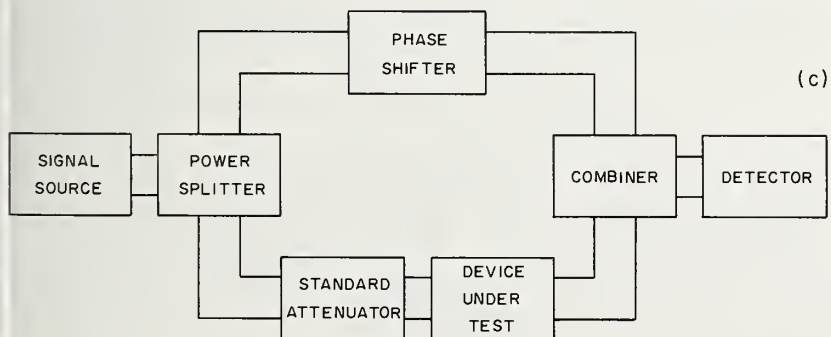 PHASE
SHIFTER
(c)
SIGNAL
SOURCE
POWER
SPLITTER
COMBINER
DETECTOR
STANDARD
ATTENUATOR
DEVICE
UNDER
TEST